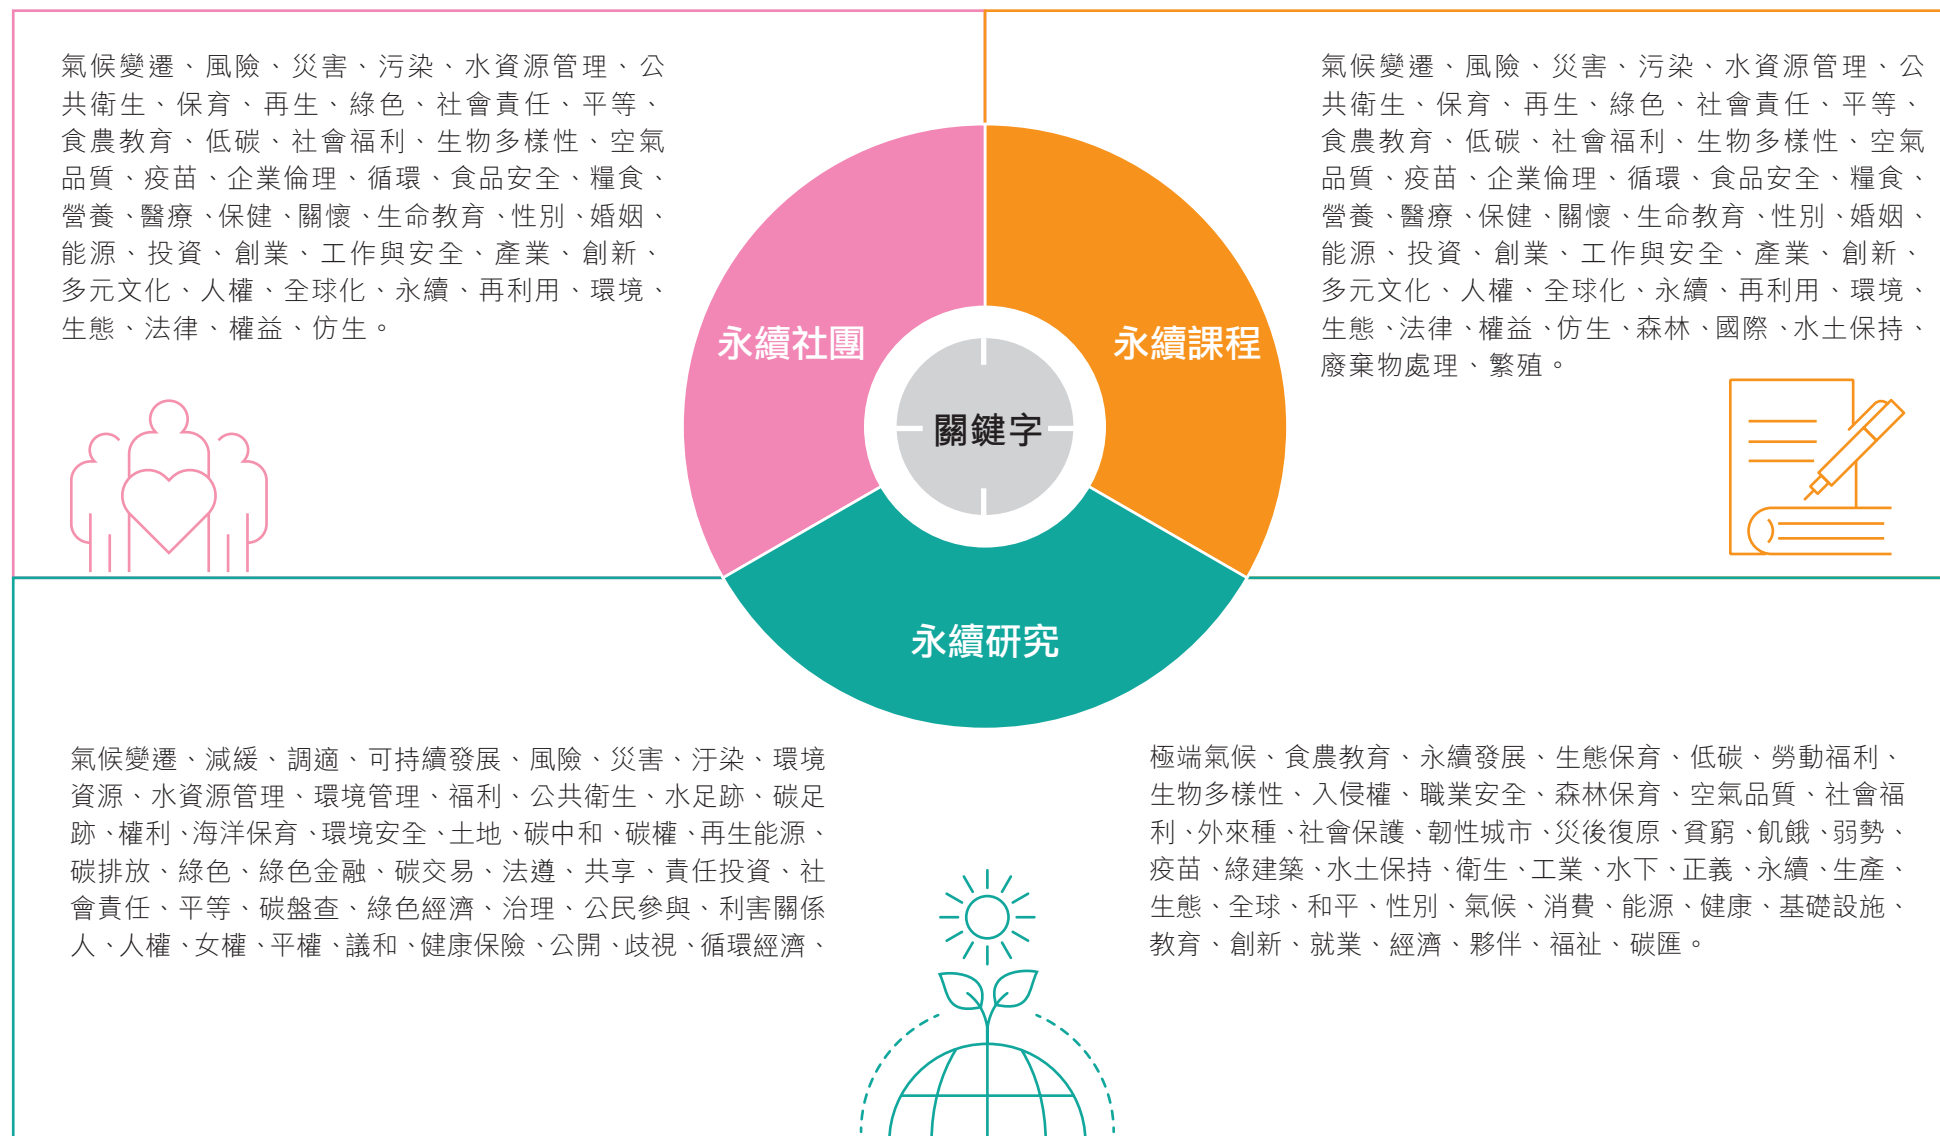 氣候變遷、風險、災害、污染、水資源管理、公
共衛生、保育、再生、綠色、社會責任、平等、
食農教育、低碳、社會福利、生物多樣性、空氣
品質、疫苗、企業倫理、循環、食品安全、糧食、
營養、醫療、保健、關懷、生命教育、性別、婚姻、
能源、投資、創業、工作與安全、產業、創新、
多元文化、人權、全球化、永續、再利用、環境、
生態、法律、權益、仿生。
氣候變遷、風險、災害、污染、水資源管理、公
共衛生、保育、再生、綠色、社會責任、平等、
食農教育、低碳、社會福利、生物多樣性、空氣
品質、疫苗、企業倫理、循環、食品安全、糧食、
營養、醫療、保健、關懷、生命教育、性別、婚姻、
能源、投資、創業、工作與安全、產業、創新、
多元文化、人權、全球化、永續、再利用、環境、
生態、法律、權益、仿生、森林、國際、水土保持、
廢棄物處理、繁殖。
永續社團
永續課程
關鍵字
永續研究
氣候變遷、減緩、調適、可持續發展、風險、災害、汙染、環境
資源、水資源管理、環境管理、福利、公共衛生、水足跡、碳足
跡、權利、海洋保育、環境安全、土地、碳中和、碳權、再生能源、
碳排放、綠色、綠色金融、碳交易、法遵、共享、責任投資、社
會責任、平等、碳盤查、綠色經濟、治理、公民參與、利害關係
人、人權、女權、平權、議和、健康保險、公開、歧視、循環經濟、
極端氣候、食農教育、永續發展、生態保育、低碳、勞動福利、
生物多樣性、入侵權、職業安全、森林保育、空氣品質、社會福
利、外來種、社會保護、韌性城市、災後復原、貧窮、飢餓、弱勢、
疫苗、綠建築、水土保持、衛生、工業、水下、正義、永續、生產、
生態、全球、和平、性別、氣候、消費、能源、健康、基礎設施、
教育、創新、就業、經濟、夥伴、福祉、碳匯。